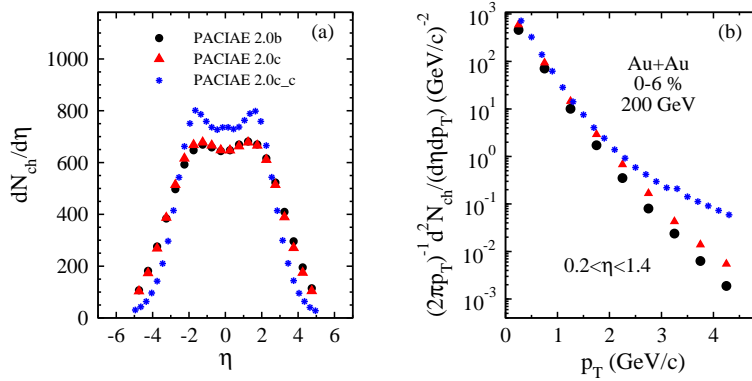 (a)
PACIAE 2.0b
PACIAE 2.0c
PACIAE 2.0c_c
1000
800
600
400
200
0
dN_ch/dη
-6 -4 -2 0 2 4 6
η
(b)
Au+Au
0-6 %
200 GeV
0.2<η<1.4
10^3
10^2
10^1
10^0
10^-1
10^-2
10^-3
(2πp_T)^-1 d^2N_ch/(dηdp_T) (GeV/c)^-2
0 1 2 3 4
p_T (GeV/c)